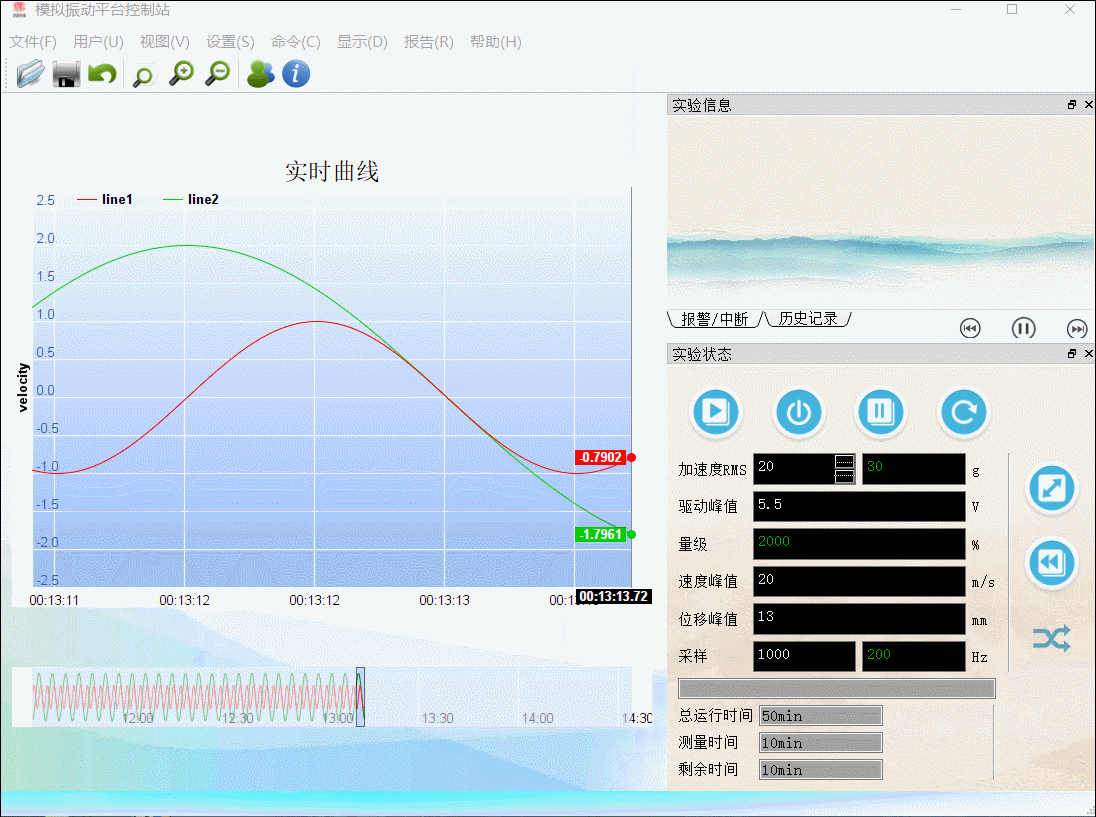 模拟振动平台控制站
文件(F) 用户(U) 视图(V) 设置(S) 命令(C) 显示(D) 报告(R) 帮助(H)
实时曲线
line1 line2
velocity
2.5
2.0
1.5
1.0
0.5
0.0
-0.5
-1.0
-1.5
-2.0
-2.5
-0.7902
-1.7961
00:13:11 00:13:12 00:13:12 00:13:13 00:13:13.72
12:00 12:30 13:00 13:30 14:00 14:30
实验信息
报警/中断 历史记录
实验状态
加速度RMS 20 30 g
驱动峰值 5.5 V
量级 2000 %
速度峰值 20 m/s
位移峰值 13 mm
采样 1000 200 Hz
总运行时间 50min
测量时间 10min
剩余时间 10min